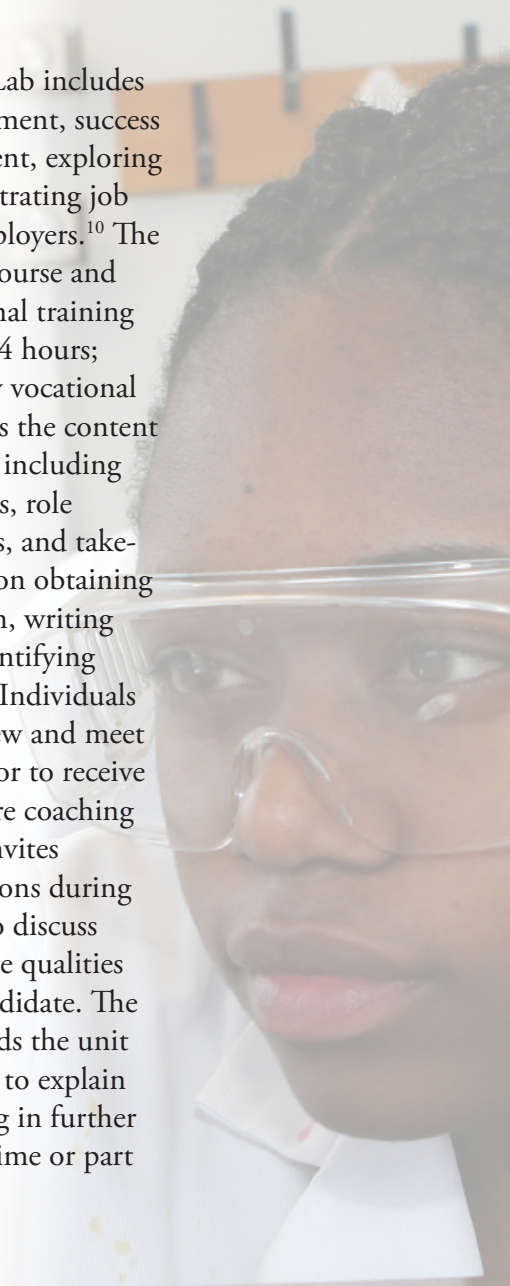 Lab includes
ment, success
ent, exploring
trating job
ployers.10 The
ourse and
nal training
4 hours;
y vocational
s the content
including
s, role
s, and take-
on obtaining
n, writing
ntifying
Individuals
ew and meet
or to receive
re coaching
nvites
ons during
o discuss
e qualities
didate. The
ds the unit
to explain
g in further
ime or part